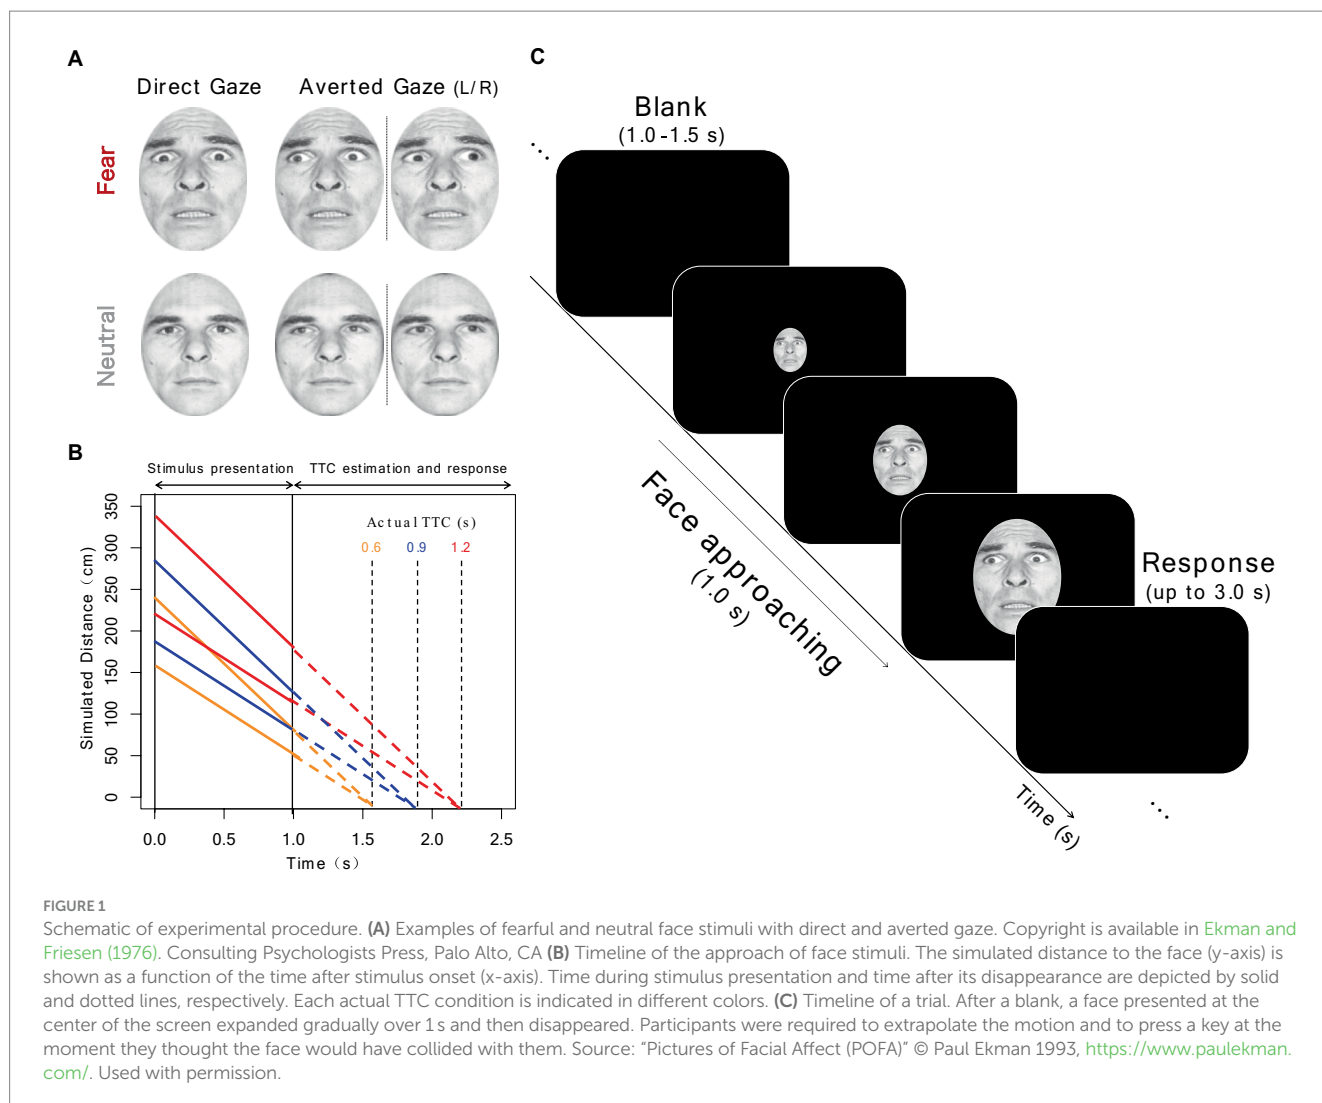 A
Direct Gaze
Averted Gaze (L/R)
Fear
Neutral
B
Stimulus presentation
TTC estimation and response
Actual TTC (s)
0.6 0.9 1.2
Simulated Distance (cm)
350
300
250
200
150
100
50
0
0.0 0.5 1.0 1.5 2.0 2.5
Time (s)
C
...
Blank
(1.0-1.5 s)
Face approaching
(1.0 s)
Response
(up to 3.0 s)
Time (s)
...
FIGURE 1
Schematic of experimental procedure. (A) Examples of fearful and neutral face stimuli with direct and averted gaze. Copyright is available in Ekman and
Friesen (1976). Consulting Psychologists Press, Palo Alto, CA (B) Timeline of the approach of face stimuli. The simulated distance to the face (y-axis) is
shown as a function of the time after stimulus onset (x-axis). Time during stimulus presentation and time after its disappearance are depicted by solid
and dotted lines, respectively. Each actual TTC condition is indicated in different colors. (C) Timeline of a trial. After a blank, a face presented at the
center of the screen expanded gradually over 1 s and then disappeared. Participants were required to extrapolate the motion and to press a key at the
moment they thought the face would have collided with them. Source: "Pictures of Facial Affect (POFA)" © Paul Ekman 1993, https://www.paulekman.
com/. Used with permission.